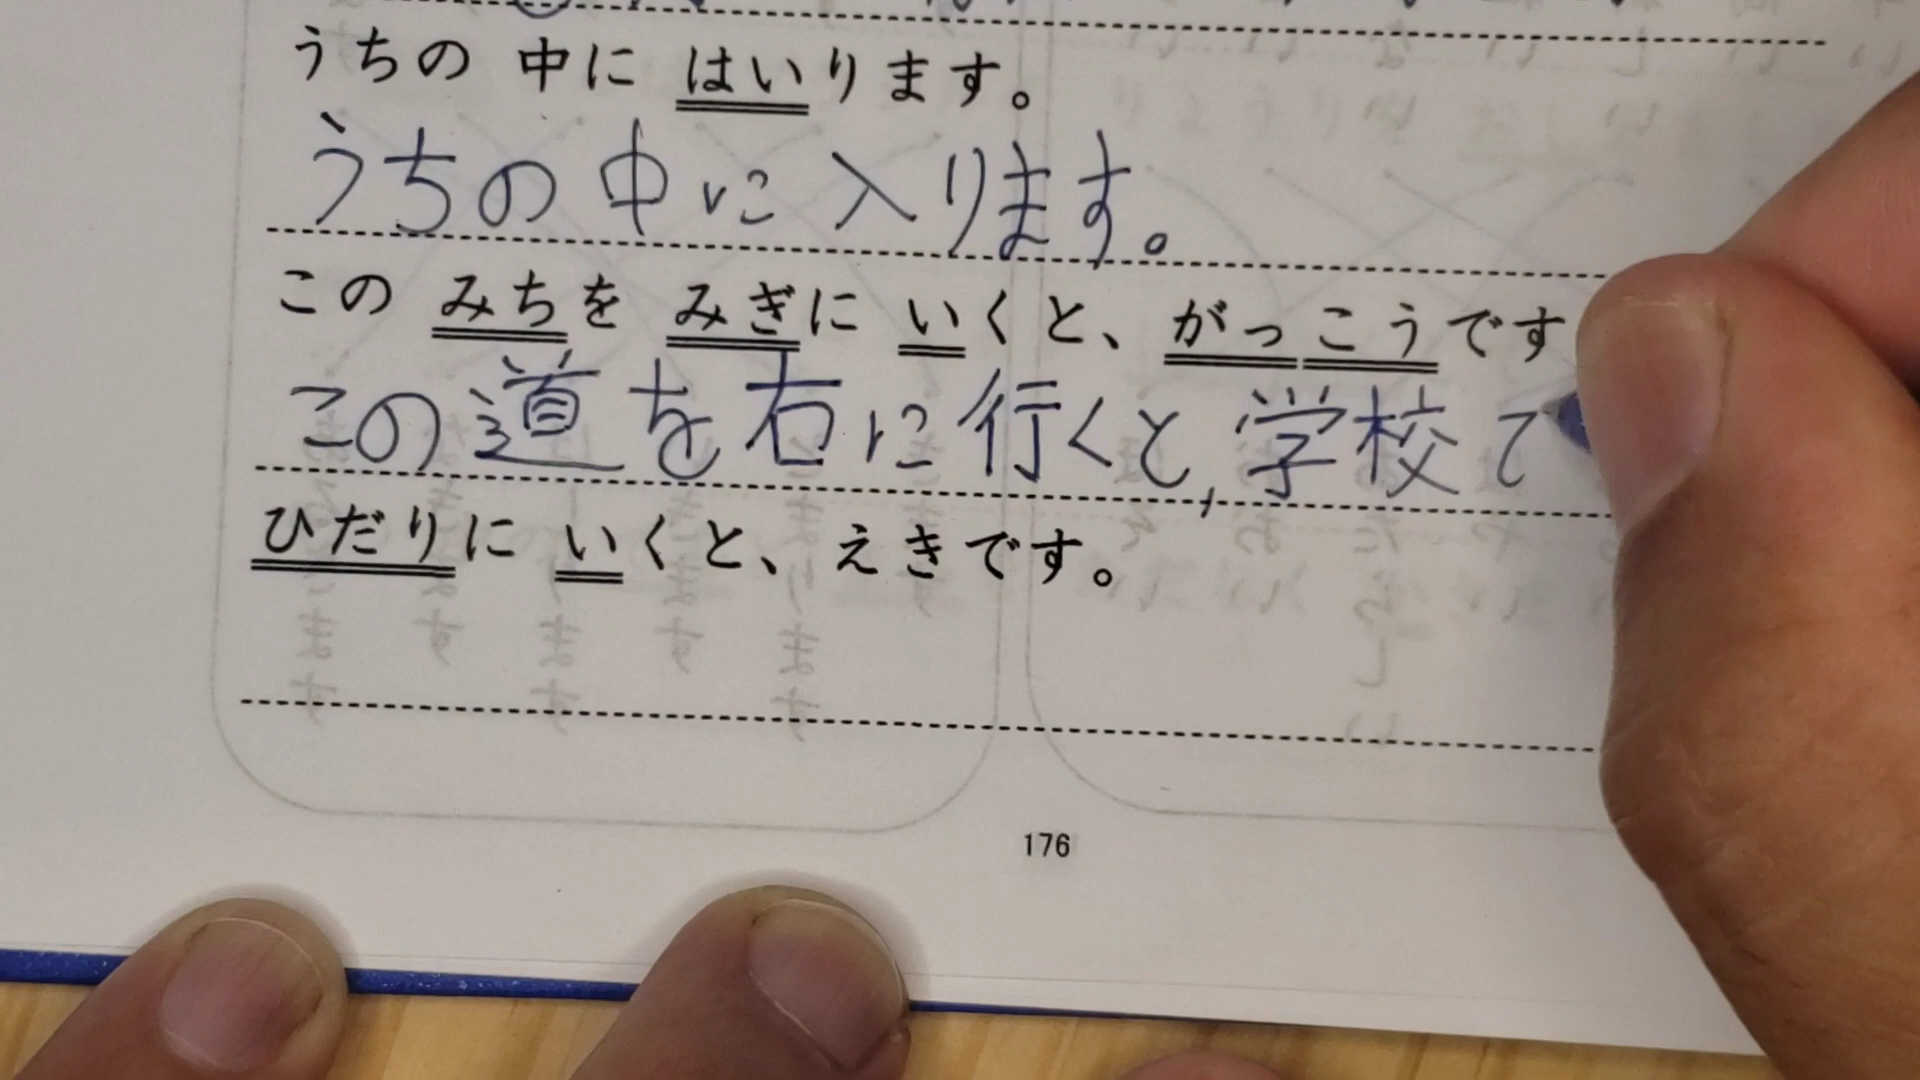 うちの 中に はいります。
うちの 中に 入ります。
この みちを みぎに いくと、がっこうです
この 道を右に行くと,学校で
ひだりに いくと、えきです。
176